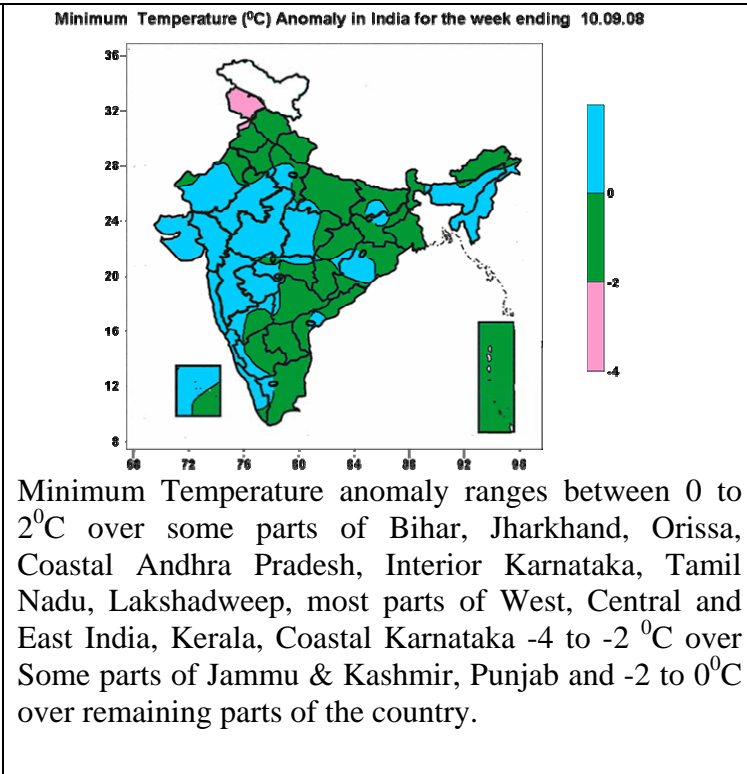 Minimum Temperature (⁰C) Anomaly in India for the week ending 10.09.08
36
32
28
24
20
16
12
8
68 72 76 80 84 88 92 96
0
-2
-4
Minimum Temperature anomaly ranges between 0 to
2⁰C over some parts of Bihar, Jharkhand, Orissa,
Coastal Andhra Pradesh, Interior Karnataka, Tamil
Nadu, Lakshadweep, most parts of West, Central and
East India, Kerala, Coastal Karnataka -4 to -2 ⁰C over
Some parts of Jammu & Kashmir, Punjab and -2 to 0⁰C
over remaining parts of the country.